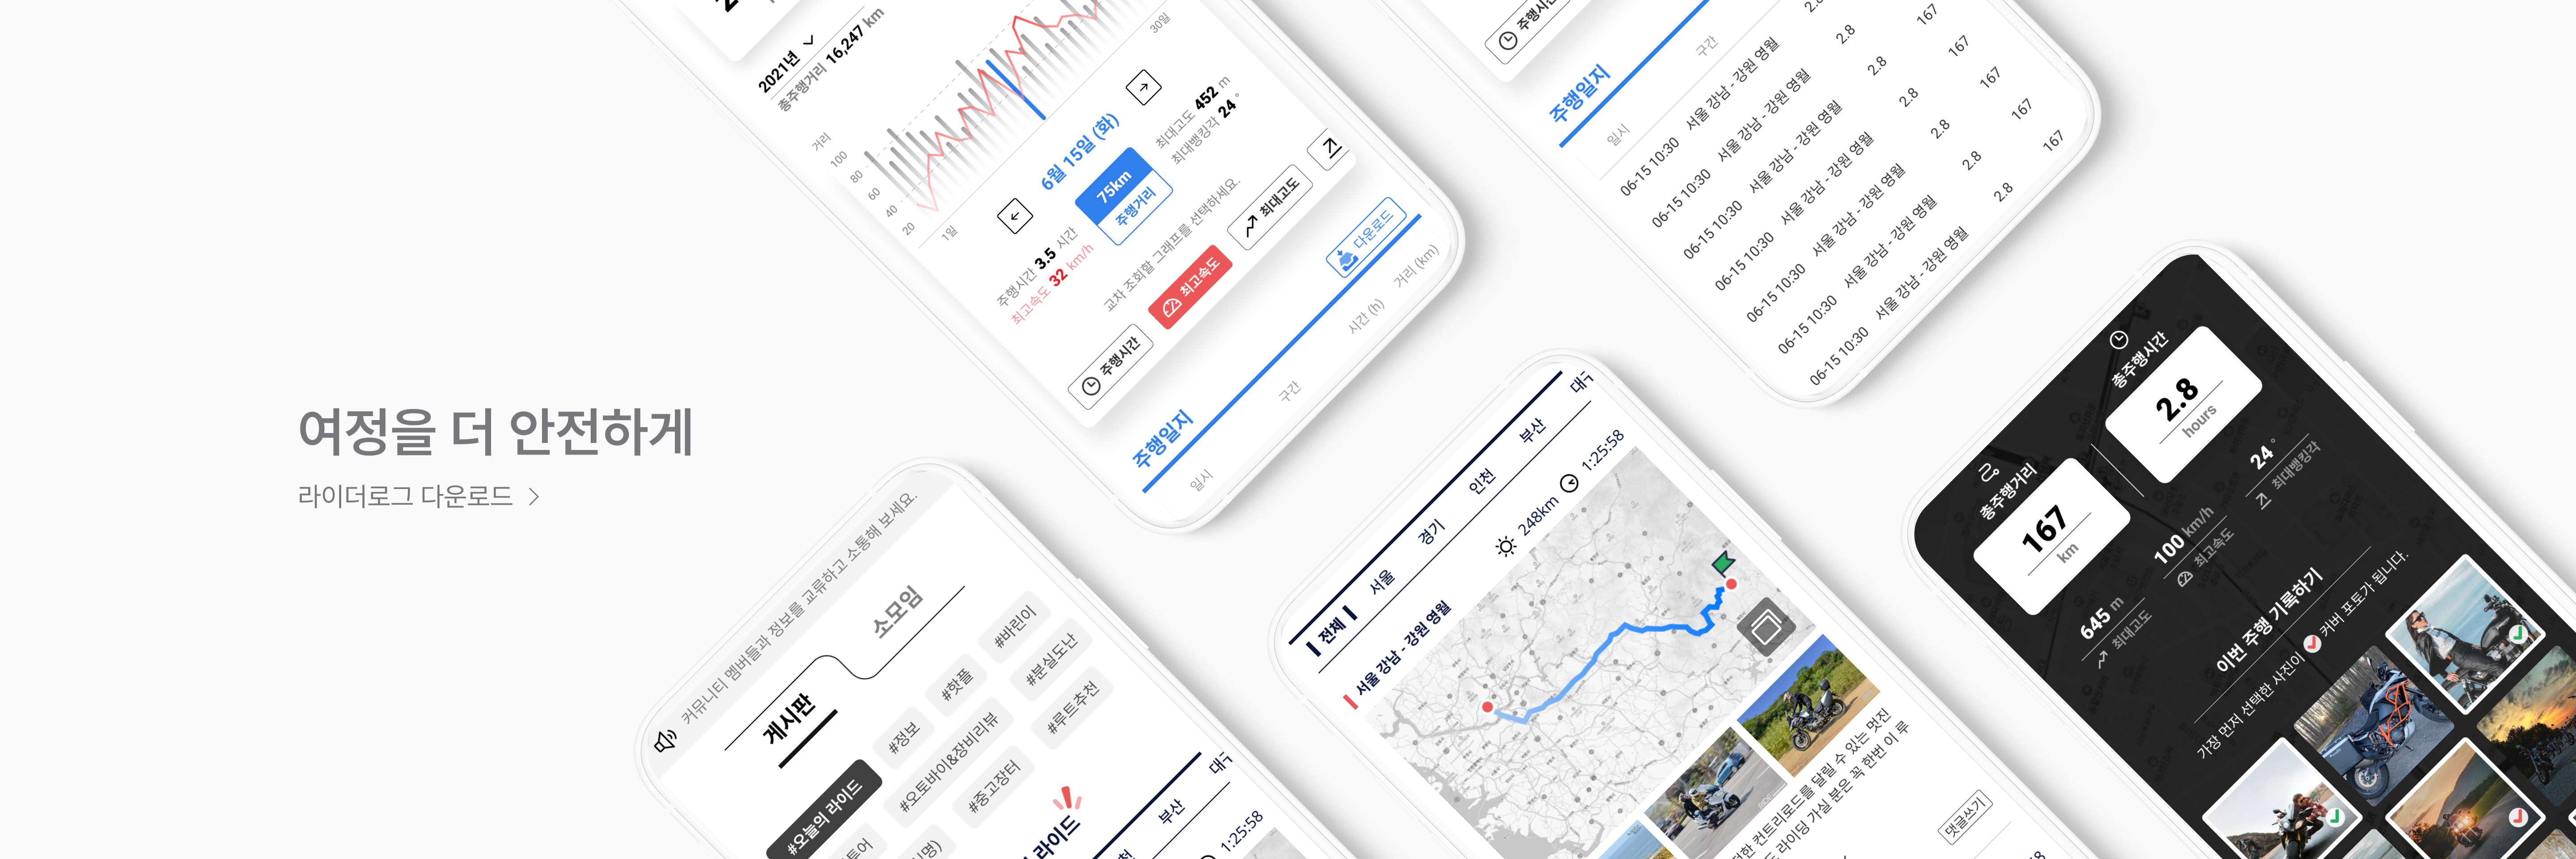 여정을 더 안전하게
라이더로그 다운로드 >
2021년
총주행거리 16,247 km
거리
100
80
60
40
20
1일
30일
6월 15일 (화)
75km
주행거리
주행시간 3.5 시간
최고속도 32 km/h
최대고도 452 m
최대뱅킹각 24 °
교차 조회할 그래프를 선택하세요.
주행시간
최고속도
최대고도
다운로드
주행일지
일시
구간
시간 (h)
거리 (km)
주행시간
주행일지
일시
구간
2.8 167
06-15 10:30 서울 강남 - 강원 영월 2.8 167
06-15 10:30 서울 강남 - 강원 영월 2.8 167
06-15 10:30 서울 강남 - 강원 영월 2.8 167
06-15 10:30 서울 강남 - 강원 영월 2.8 167
06-15 10:30 서울 강남 - 강원 영월 2.8 167
06-15 10:30 서울 강남 - 강원 영월 2.8
06-15 10:30 서울 강남 - 강원 영월
커뮤니티 멤버들과 정보를 교류하고 소통해 보세요.
게시판
소모임
#오늘의 라이드
#정보
#핫플
#바린이
#오토바이&장비리뷰
#분실도난
#중고장터
#루트추천
라이드
부산
1:25:58
전체
서울
경기
인천
부산
서울 강남 - 강원 영월
248km
1:25:58
컨트리로드를 달릴 수 있는 멋진
라이딩 가실 분은 꼭 한번 이 루
댓글쓰기
총주행거리
167
km
총주행시간
2.8
hours
645 m
최대고도
100 km/h
최고속도
24 °
최대뱅킹각
이번 주행 기록하기
가장 먼저 선택한 사진이 커버 포토가 됩니다.